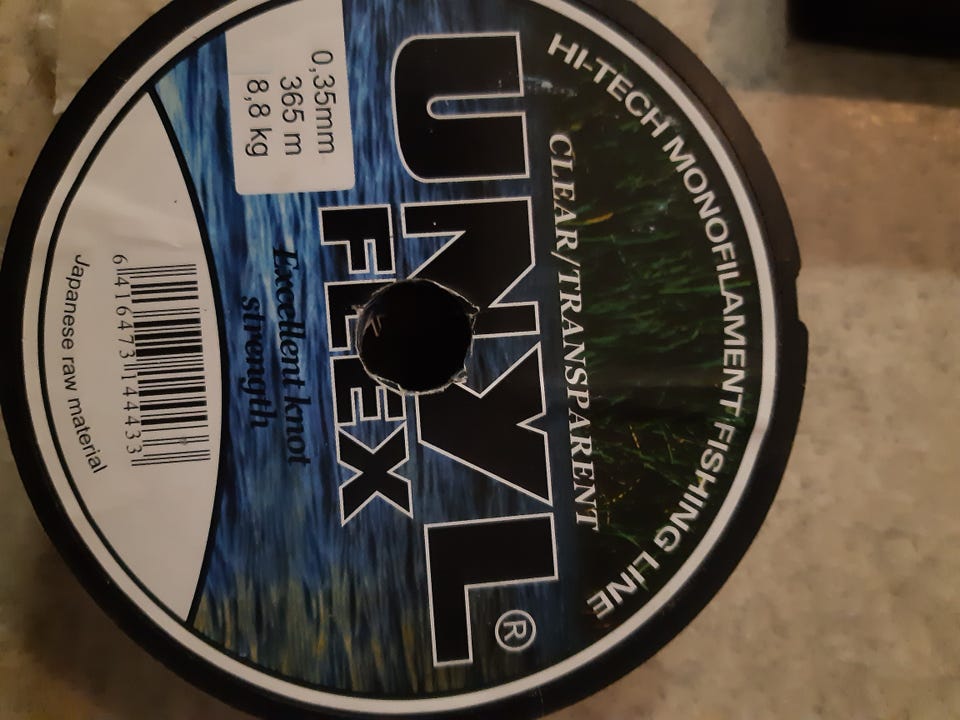 HI-TECH MONOFILAMENT FISHING LINE
CLEAR/TRANSPARENT
UNYL®
FLEX
0,35mm
365 m
8,8 kg
Excellent knot
strength
6 416473 144433
Japanese raw material